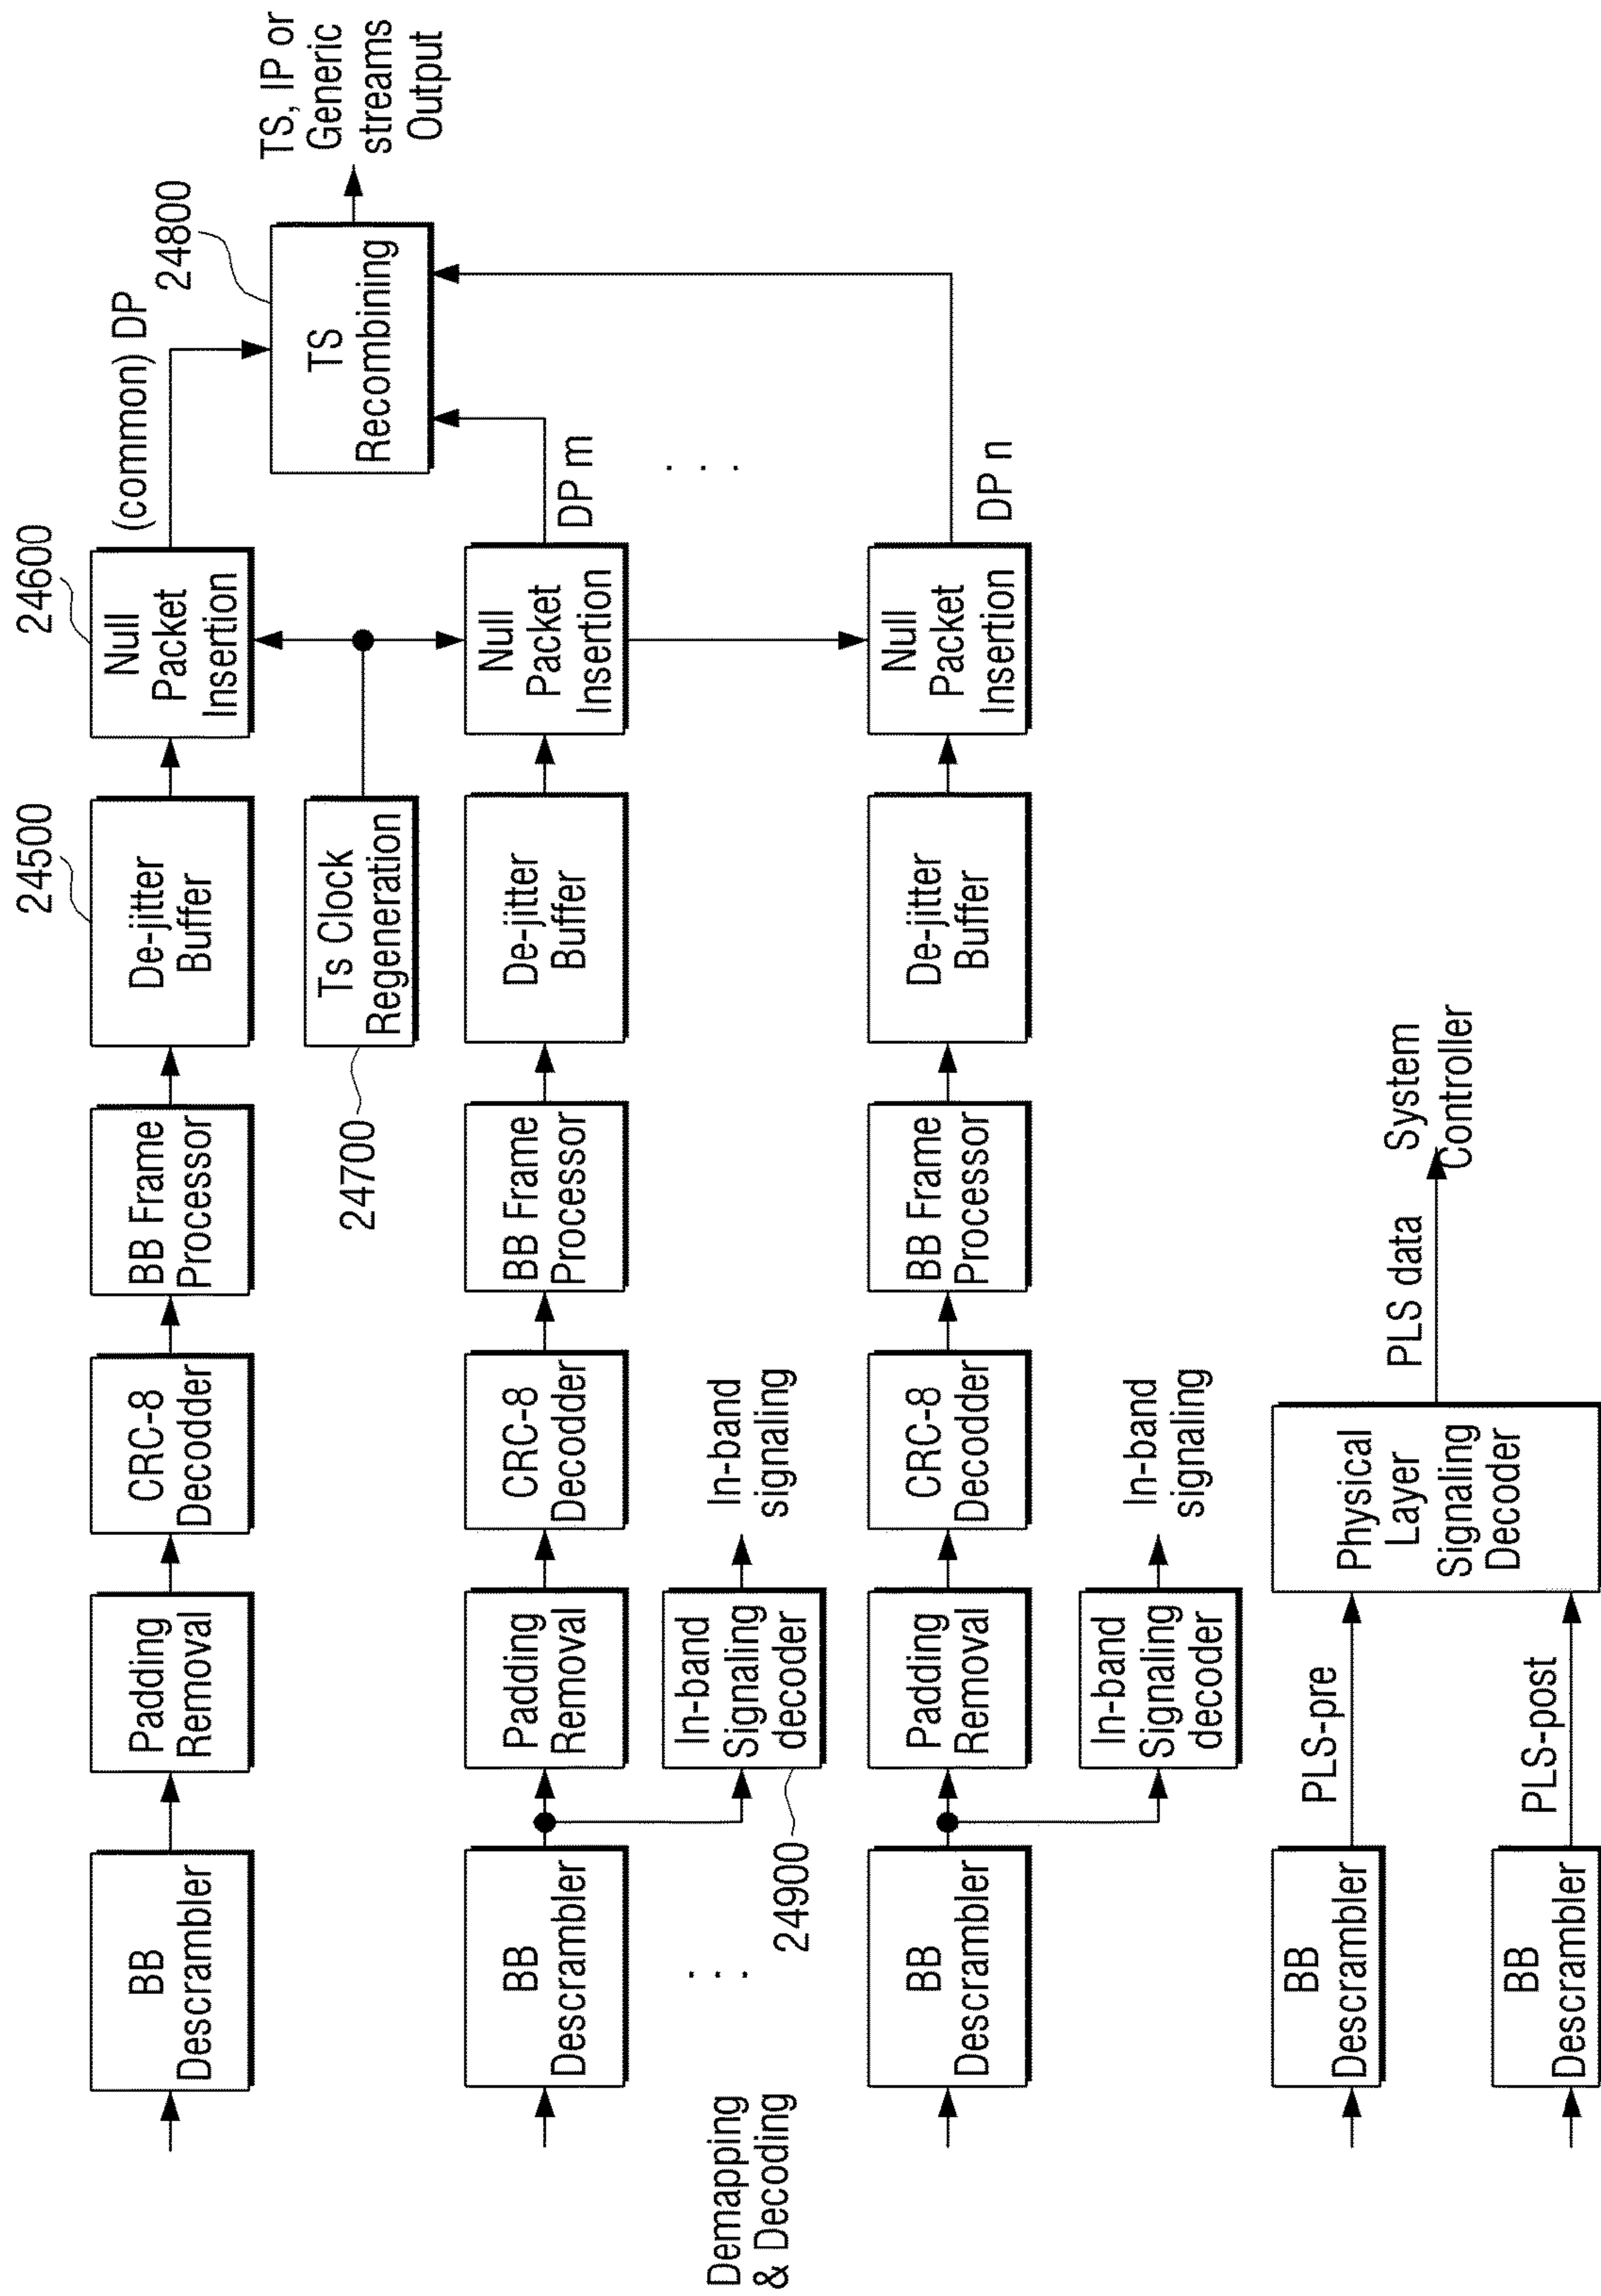 BB
Descrambler
Padding
Removal
CRC-8
Decodder
BB Frame
Processor
De-jitter
Buffer
24500
Null
Packet
Insertion
24600
(common) DP
24800
TS
Recombining
TS, IP or
Generic
streams
Output
Ts Clock
Regeneration
24700
Demapping
& Decoding
BB
Descrambler
Padding
Removal
CRC-8
Decodder
BB Frame
Processor
De-jitter
Buffer
Null
Packet
Insertion
DP m
. . .
24900
In-band
Signaling
decoder
In-band
signaling
. . .
BB
Descrambler
Padding
Removal
CRC-8
Decodder
BB Frame
Processor
De-jitter
Buffer
Null
Packet
Insertion
DP n
In-band
Signaling
decoder
In-band
signaling
BB
Descrambler
PLS-pre
BB
Descrambler
PLS-post
Physical
Layer
Signaling
Decoder
PLS data
System
Controller